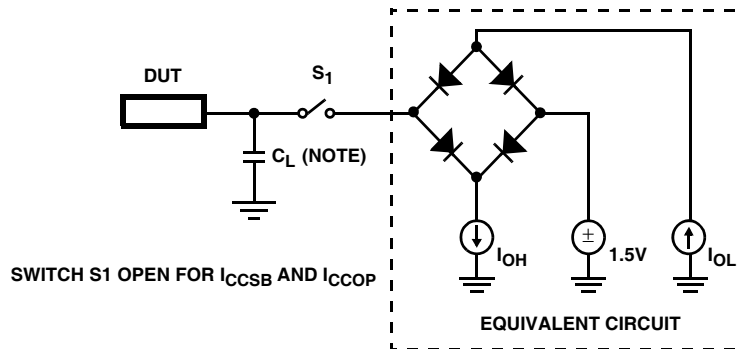 DUT
S1
CL (NOTE)
±
IOH
1.5V
IOL
SWITCH S1 OPEN FOR ICCSB AND ICCOP
EQUIVALENT CIRCUIT